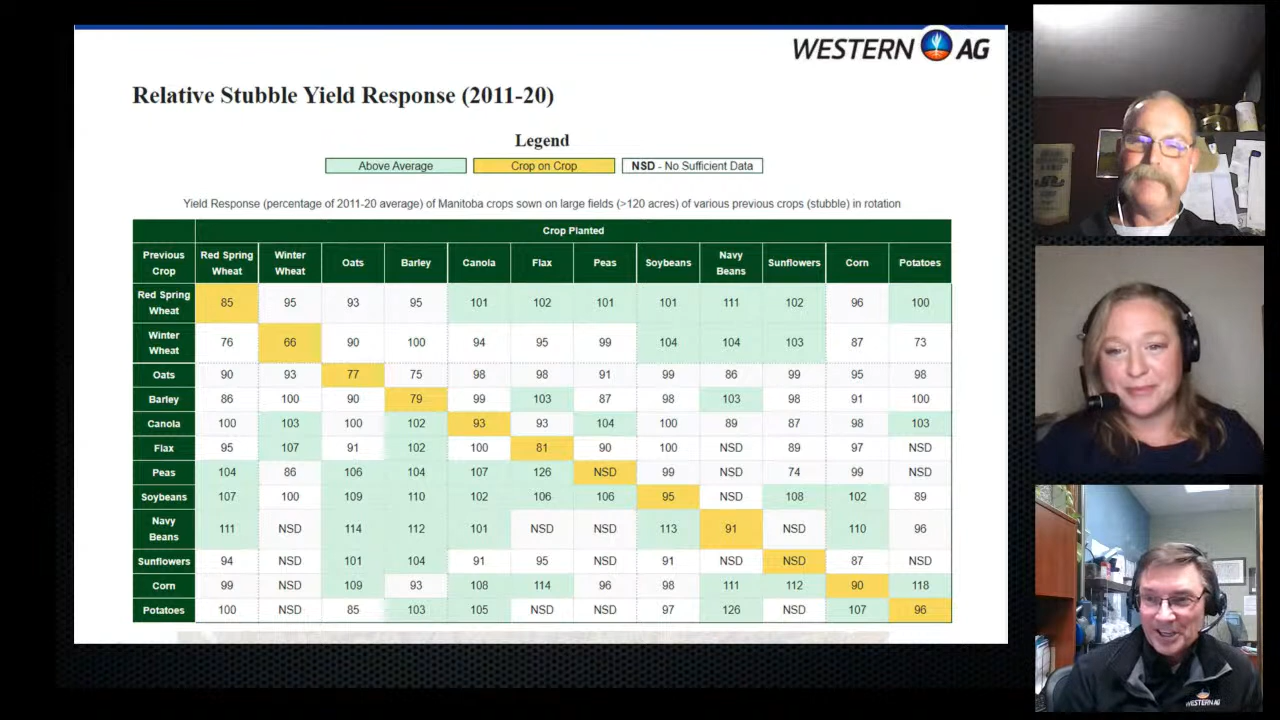 WESTERN AG
Relative Stubble Yield Response (2011-20)
Legend
Above Average Crop on Crop NSD - No Sufficient Data
Yield Response (percentage of 2011-20 average) of Manitoba crops sown on large fields (>120 acres) of various previous crops (stubble) in rotation
Crop Planted
Previous Crop Red Spring Wheat Winter Wheat Oats Barley Canola Flax Peas Soybeans Navy Beans Sunflowers Corn Potatoes
Red Spring Wheat 85 95 93 95 101 102 101 101 111 102 96 100
Winter Wheat 76 66 90 100 94 95 99 104 104 103 87 73
Oats 90 93 77 75 98 98 91 99 86 99 95 98
Barley 86 100 90 79 99 103 87 98 103 98 91 100
Canola 100 103 100 102 93 93 104 100 89 87 98 103
Flax 95 107 91 102 100 81 90 100 NSD 89 97 NSD
Peas 104 86 106 104 107 126 NSD 99 NSD 74 99 NSD
Soybeans 107 100 109 110 102 106 106 95 NSD 108 102 89
Navy Beans 111 NSD 114 112 101 NSD NSD 113 91 NSD 110 96
Sunflowers 94 NSD 101 104 91 95 NSD 91 NSD NSD 87 NSD
Corn 99 NSD 109 93 108 114 96 98 111 112 90 118
Potatoes 100 NSD 85 103 105 NSD NSD 97 126 NSD 107 96
WESTERN AG